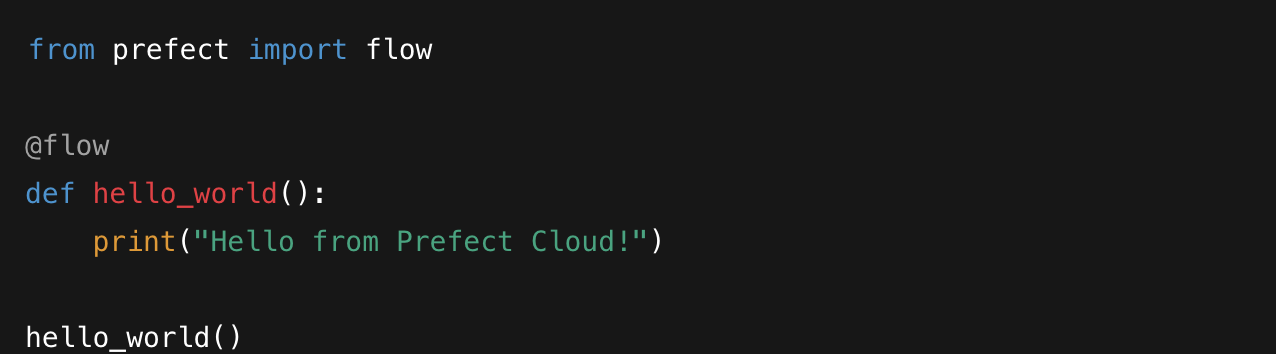 from prefect import flow
@flow
def hello_world():
    print("Hello from Prefect Cloud!")
hello_world()